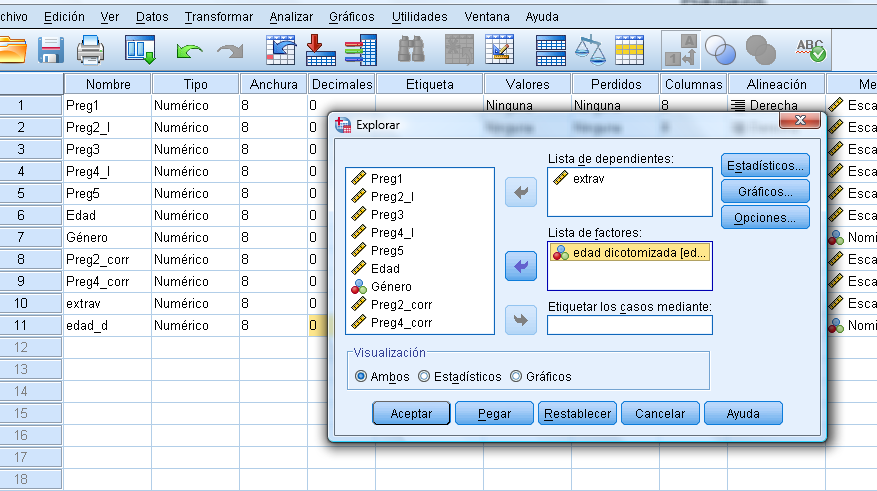 chivo Edición Ver Datos Transformar Analizar Gráficos Utilidades Ventana Ayuda
A 1 ABC
Nombre Tipo Anchura Decimales Etiqueta Valores Perdidos Columnas Alineación Me
1 Preg1 Numérico 8 0 Ninguna Ninguna 8 Derecha Esca
2 Preg2_I Numérico 8 0 Esca
3 Preg3 Numérico 8 0 Esca
4 Preg4_I Numérico 8 0 Esca
5 Preg5 Numérico 8 0 Esca
6 Edad Numérico 8 0 Esca
7 Género Numérico 8 0 Nomi
8 Preg2_corr Numérico 8 0 Esca
9 Preg4_corr Numérico 8 0 Esca
10 extrav Numérico 8 0 Esca
11 edad_d Numérico 8 0 Nomi
12
13
14
15
16
17
18
Explorar
Preg1
Preg2_I
Preg3
Preg4_I
Preg5
Edad
Género
Preg2_corr
Preg4_corr
Lista de dependientes:
extrav
Lista de factores:
edad dicotomizada [ed...
Etiquetar los casos mediante:
Estadísticos...
Gráficos...
Opciones...
Visualización
Ambos Estadísticos Gráficos
Aceptar Pegar Restablecer Cancelar Ayuda